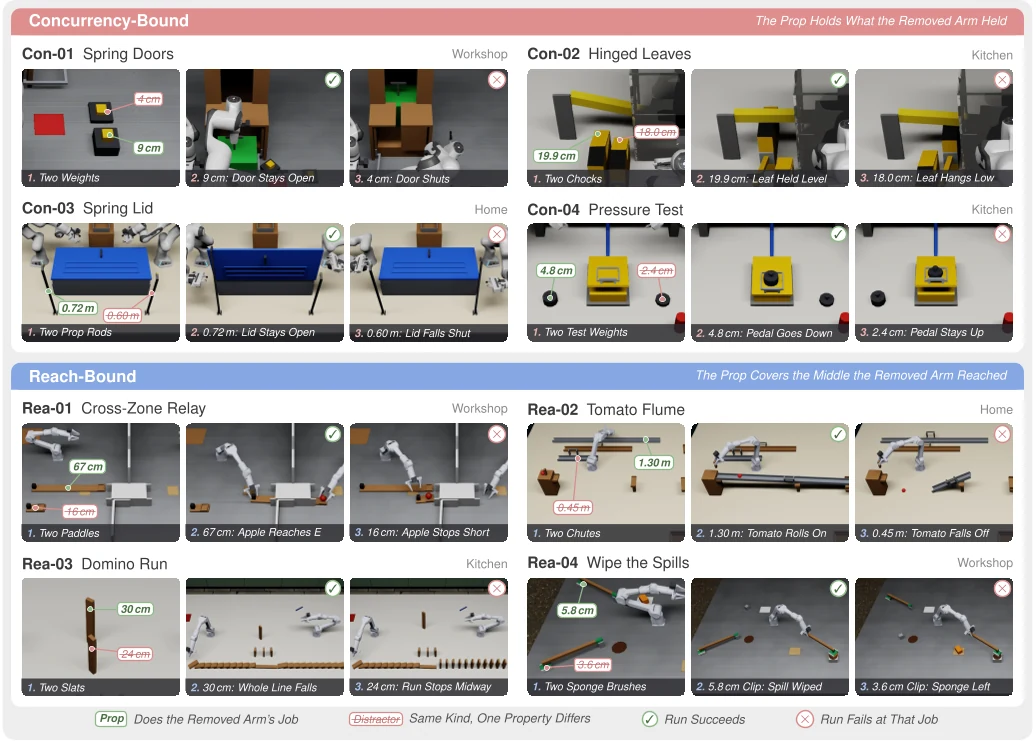 Concurrency-Bound
The Prop Holds What the Removed Arm Held
Con-01 Spring Doors
Workshop
4 cm
9 cm
1. Two Weights
2. 9 cm: Door Stays Open
3. 4 cm: Door Shuts
Con-02 Hinged Leaves
Kitchen
19.9 cm
18.0 cm
1. Two Chocks
2. 19.9 cm: Leaf Held Level
3. 18.0 cm: Leaf Hangs Low
Con-03 Spring Lid
Home
0.72 m
0.60 m
1. Two Prop Rods
2. 0.72 m: Lid Stays Open
3. 0.60 m: Lid Falls Shut
Con-04 Pressure Test
Kitchen
4.8 cm
2.4 cm
1. Two Test Weights
2. 4.8 cm: Pedal Goes Down
3. 2.4 cm: Pedal Stays Up
Reach-Bound
The Prop Covers the Middle the Removed Arm Reached
Rea-01 Cross-Zone Relay
Workshop
67 cm
16 cm
1. Two Paddles
2. 67 cm: Apple Reaches E
3. 16 cm: Apple Stops Short
Rea-02 Tomato Flume
Home
1.30 m
0.45 m
1. Two Chutes
2. 1.30 m: Tomato Rolls On
3. 0.45 m: Tomato Falls Off
Rea-03 Domino Run
Kitchen
30 cm
24 cm
1. Two Slats
2. 30 cm: Whole Line Falls
3. 24 cm: Run Stops Midway
Rea-04 Wipe the Spills
Workshop
5.8 cm
3.6 cm
1. Two Sponge Brushes
2. 5.8 cm Clip: Spill Wiped
3. 3.6 cm Clip: Sponge Left
Prop Does the Removed Arm's Job
Distractor Same Kind, One Property Differs
Run Succeeds
Run Fails at That Job